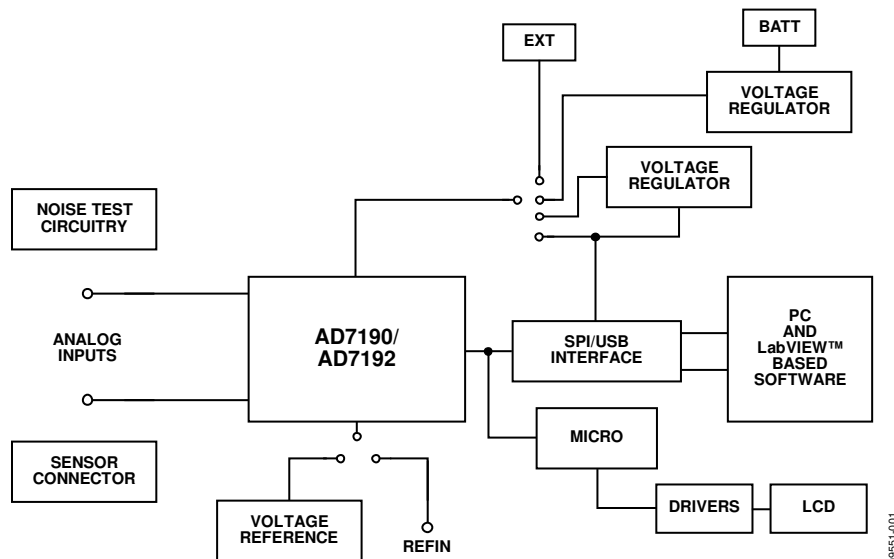 EXT
BATT
VOLTAGE
REGULATOR
VOLTAGE
REGULATOR
NOISE TEST
CIRCUITRY
ANALOG
INPUTS
AD7190/
AD7192
SPI/USB
INTERFACE
PC
AND
LabVIEW™
BASED
SOFTWARE
MICRO
SENSOR
CONNECTOR
VOLTAGE
REFERENCE
REFIN
DRIVERS
LCD